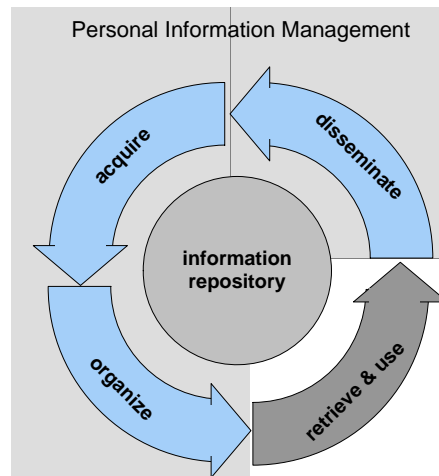 Personal Information Management
acquire
disseminate
information
repository
organize
retrieve & use